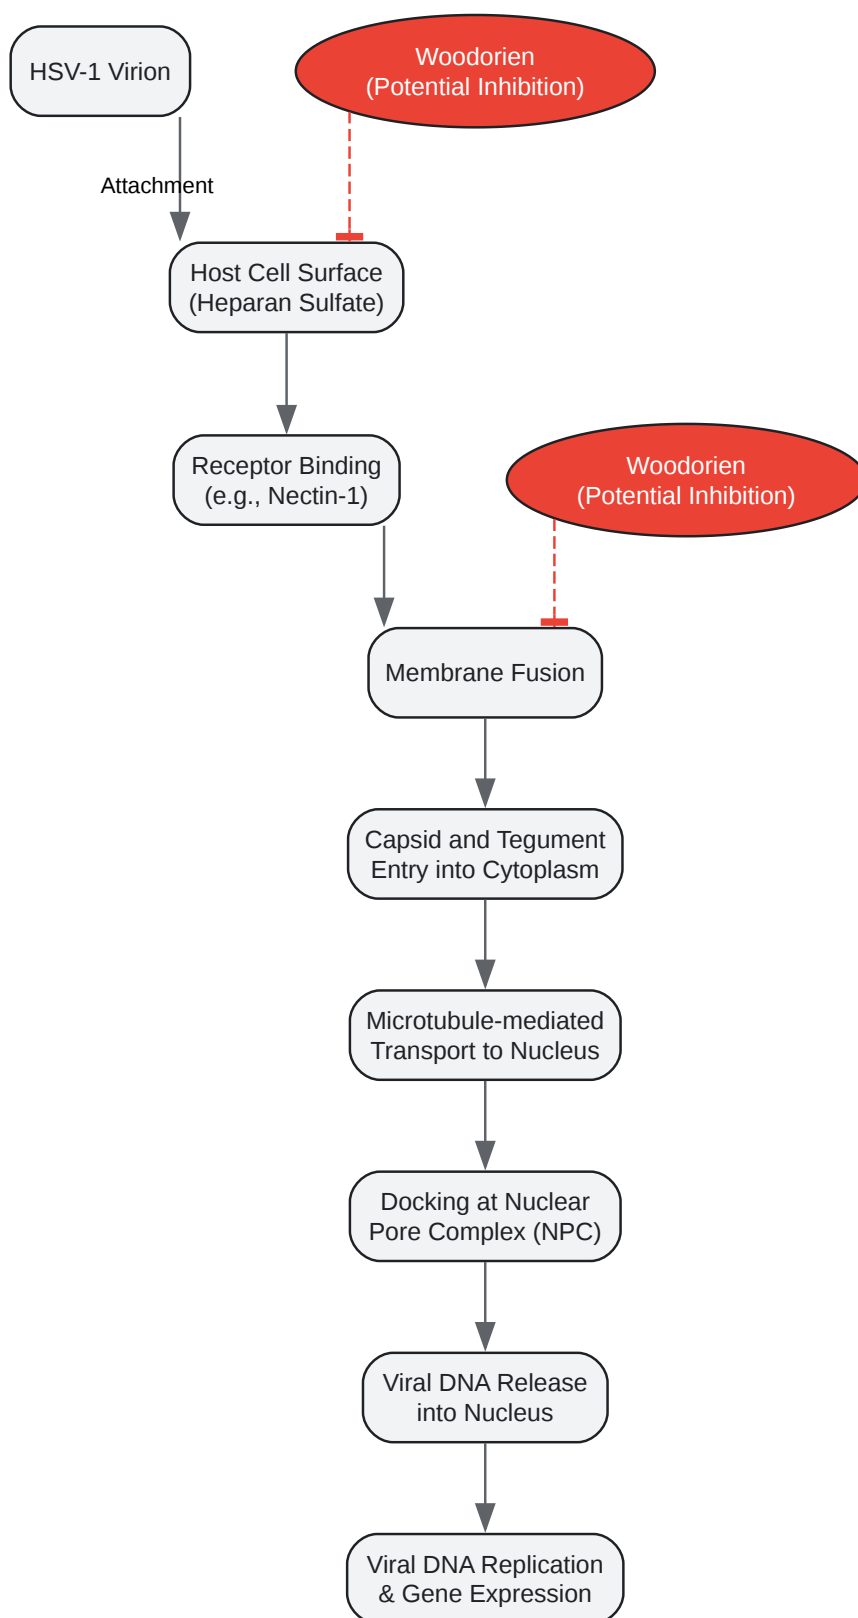 HSV-1 Virion
Woodorien
(Potential Inhibition)
Attachment
Host Cell Surface
(Heparan Sulfate)
Receptor Binding
(e.g., Nectin-1)
Woodorien
(Potential Inhibition)
Membrane Fusion
Capsid and Tegument
Entry into Cytoplasm
Microtubule-mediated
Transport to Nucleus
Docking at Nuclear
Pore Complex (NPC)
Viral DNA Release
into Nucleus
Viral DNA Replication
& Gene Expression